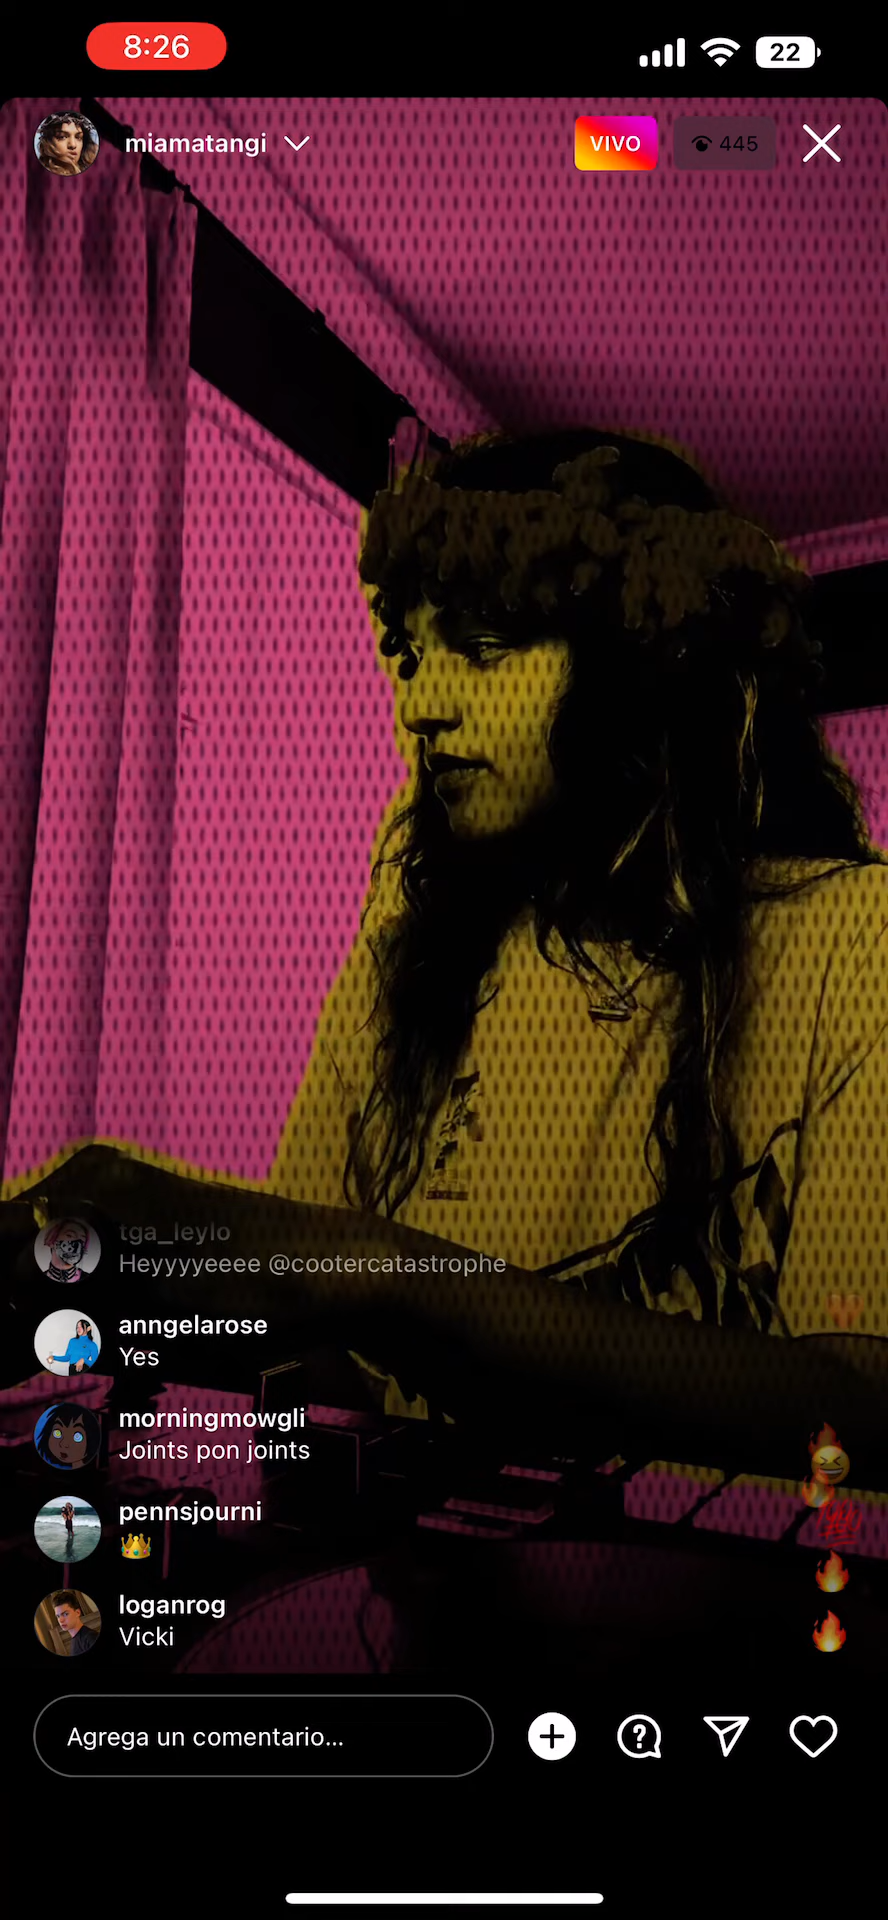 8:26
22
miamatangi
VIVO
445
tga_leylo
Heyyyyeeee @cootercatastrophe
anngelarose
Yes
morningmowgli
Joints pon joints
pennsjourni
👑
loganrog
Vicki
Agrega un comentario...